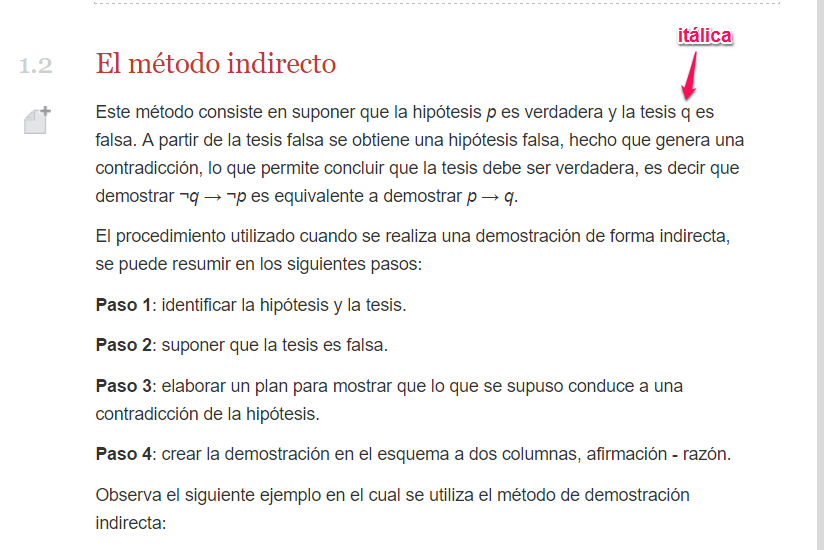 itálica
1.2 El método indirecto
Este método consiste en suponer que la hipótesis p es verdadera y la tesis q es
falsa. A partir de la tesis falsa se obtiene una hipótesis falsa, hecho que genera una
contradicción, lo que permite concluir que la tesis debe ser verdadera, es decir que
demostrar ¬q → ¬p es equivalente a demostrar p → q.
El procedimiento utilizado cuando se realiza una demostración de forma indirecta,
se puede resumir en los siguientes pasos:
Paso 1: identificar la hipótesis y la tesis.
Paso 2: suponer que la tesis es falsa.
Paso 3: elaborar un plan para mostrar que lo que se supuso conduce a una
contradicción de la hipótesis.
Paso 4: crear la demostración en el esquema a dos columnas, afirmación - razón.
Observa el siguiente ejemplo en el cual se utiliza el método de demostración
indirecta: